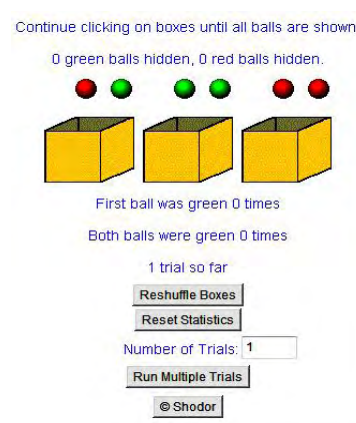 Continue clicking on boxes until all balls are shown
0 green balls hidden, 0 red balls hidden.
First ball was green 0 times
Both balls were green 0 times
1 trial so far
Reshuffle Boxes
Reset Statistics
Number of Trials: 1
Run Multiple Trials
© Shodor